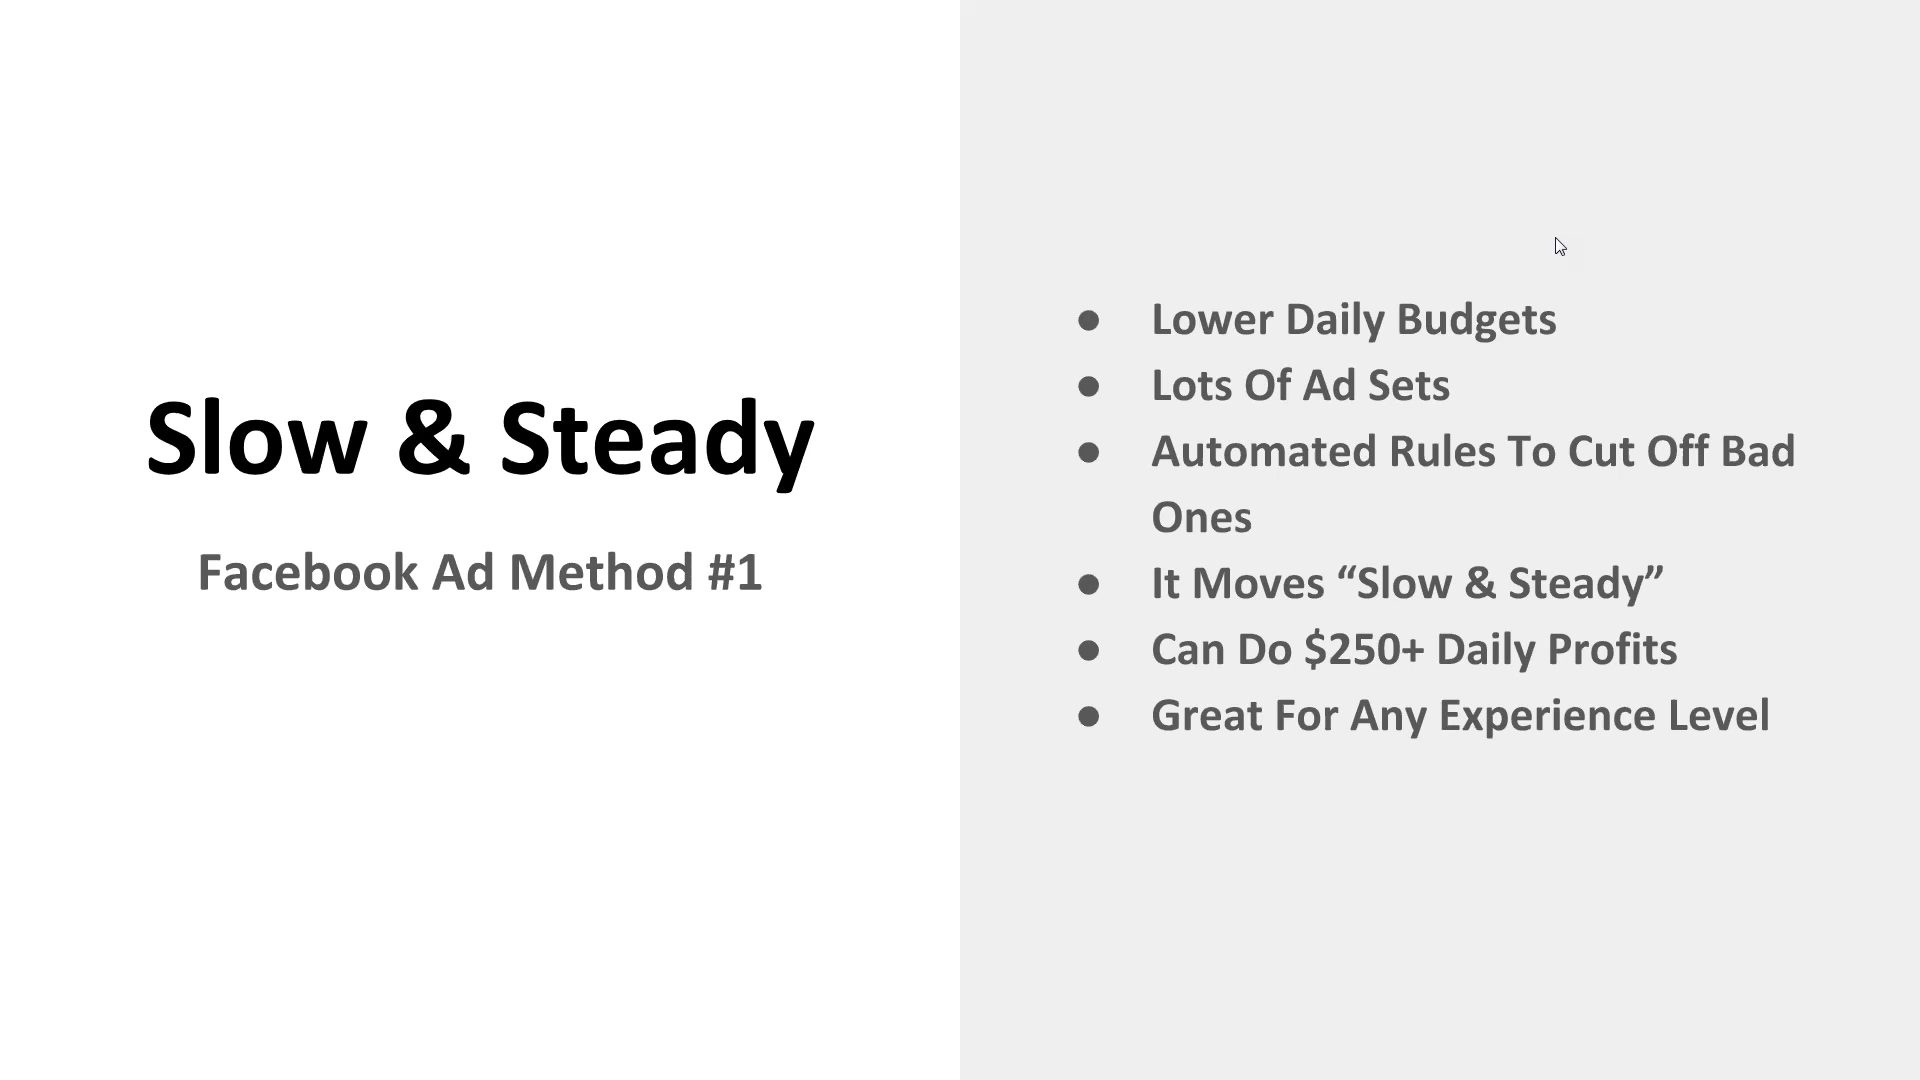 Slow & Steady
Facebook Ad Method #1
● Lower Daily Budgets
● Lots Of Ad Sets
● Automated Rules To Cut Off Bad
Ones
● It Moves “Slow & Steady”
● Can Do $250+ Daily Profits
● Great For Any Experience Level